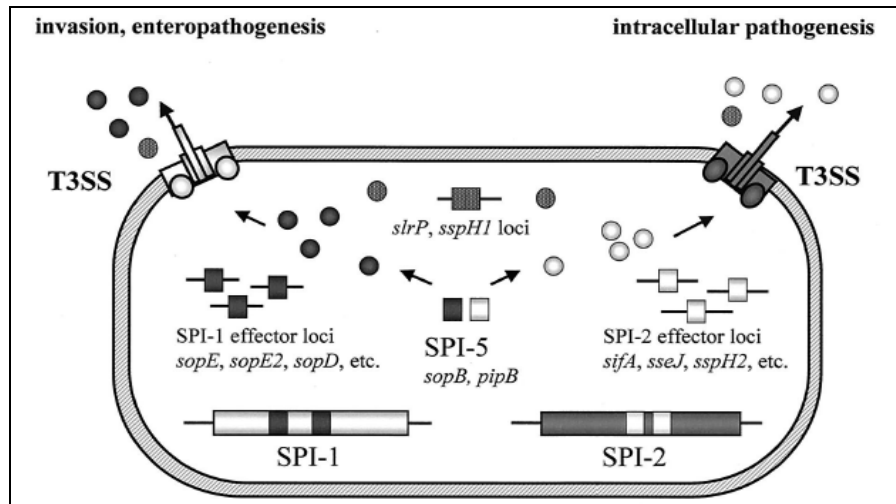 invasion, enteropathogenesis
intracellular pathogenesis
T3SS
T3SS
slrP, sspH1 loci
SPI-1 effector loci
sopE, sopE2, sopD, etc.
SPI-5
sopB, pipB
SPI-2 effector loci
sifA, sseJ, sspH2, etc.
SPI-1
SPI-2